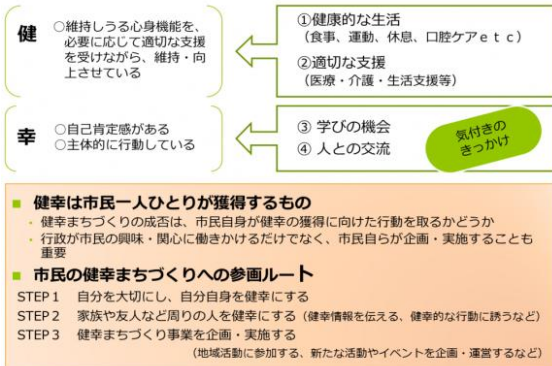 健
○維持しうる心身機能を、
必要に応じて適切な支援
を受けながら、維持・向
上させている
①健康的な生活
（食事、運動、休息、口腔ケアｅｔｃ）
②適切な支援
（医療・介護・生活支援等）
幸
○自己肯定感がある
○主体的に行動している
③ 学びの機会
④ 人との交流
気付きの
きっかけ
■ 健幸は市民一人ひとりが獲得するもの
・ 健幸まちづくりの成否は、市民自身が健幸の獲得に向けた行動を取るかどうか
・ 行政が市民の興味・関心に働きかけるだけでなく、市民自らが企画・実施することも
重要
■ 市民の健幸まちづくりへの参画ルート
STEP１ 自分を大切にし、自分自身を健幸にする
STEP２ 家族や友人など周りの人を健幸にする（健幸情報を伝える、健幸的な行動に誘うなど）
STEP３ 健幸まちづくり事業を企画・実施する
（地域活動に参加する、新たな活動やイベントを企画・運営するなど）